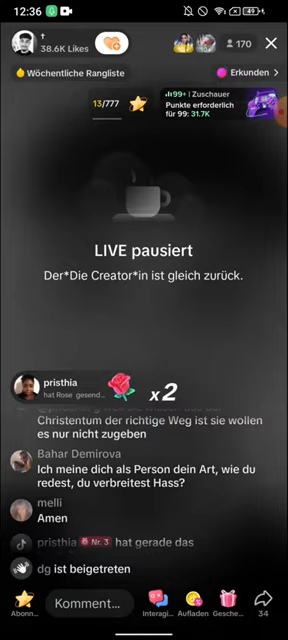 12:36
49
†
38.6K Likes
10
170
Wöchentliche Rangliste
Erkunden >
13/777
99+ | Zuschauer
Punkte erforderlich
für 99: 31.7K
LIVE pausiert
Der*Die Creator*in ist gleich zurück.
pristhia
hat Rose gesend...
x2
Christentum der richtige Weg ist sie wollen
es nur nicht zugeben
Bahar Demirova
Ich meine dich als Person dein Art, wie du
redest, du verbreitest Hass?
melli
Amen
pristhia Nr. 3 hat gerade das
dg ist beigetreten
Komment...
Abonn...
Interagi...
Aufladen
Gesche...
34